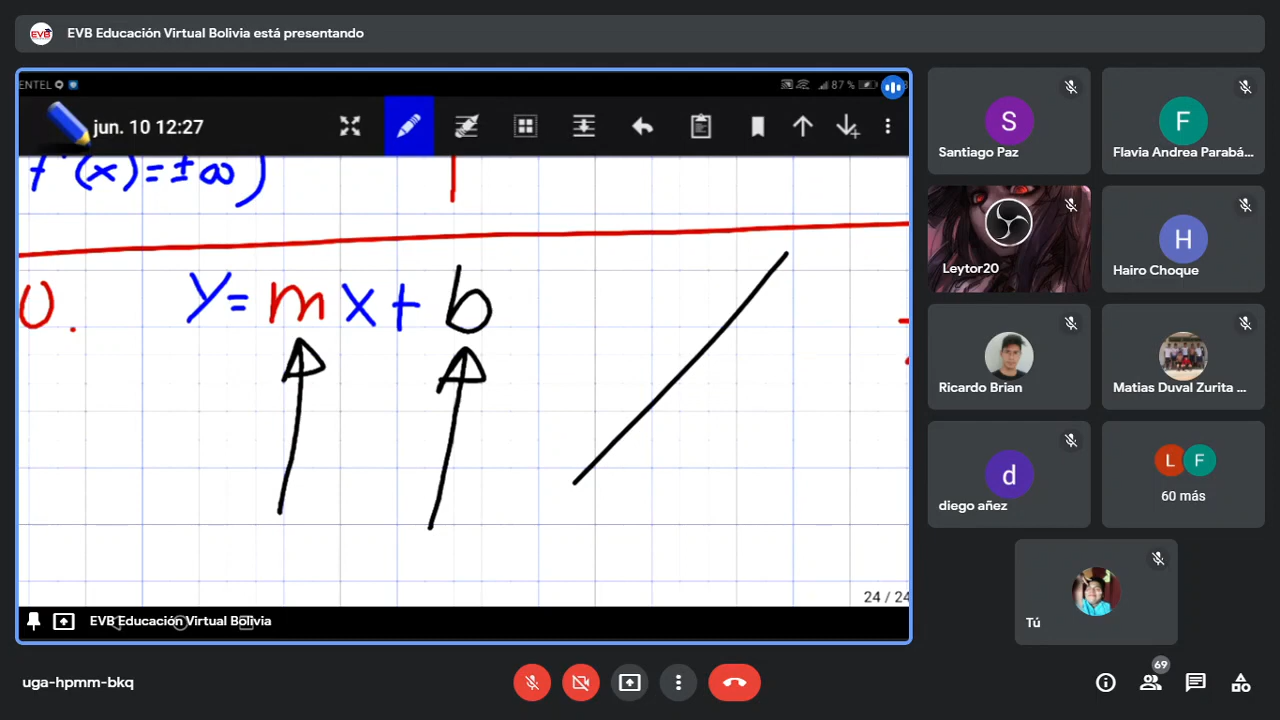 EVB Educación Virtual Bolivia está presentando
ENTEL
87 %
jun. 10 12:27
f'(x)=±∞)
0.
y=mx+b
24 / 24
EVB Educación Virtual Bolivia
S
Santiago Paz
F
Flavia Andrea Parabá...
Leytor20
H
Hairo Choque
Ricardo Brian
Matias Duval Zurita ...
d
diego añez
L F
60 más
Tú
uga-hpmm-bkq
69